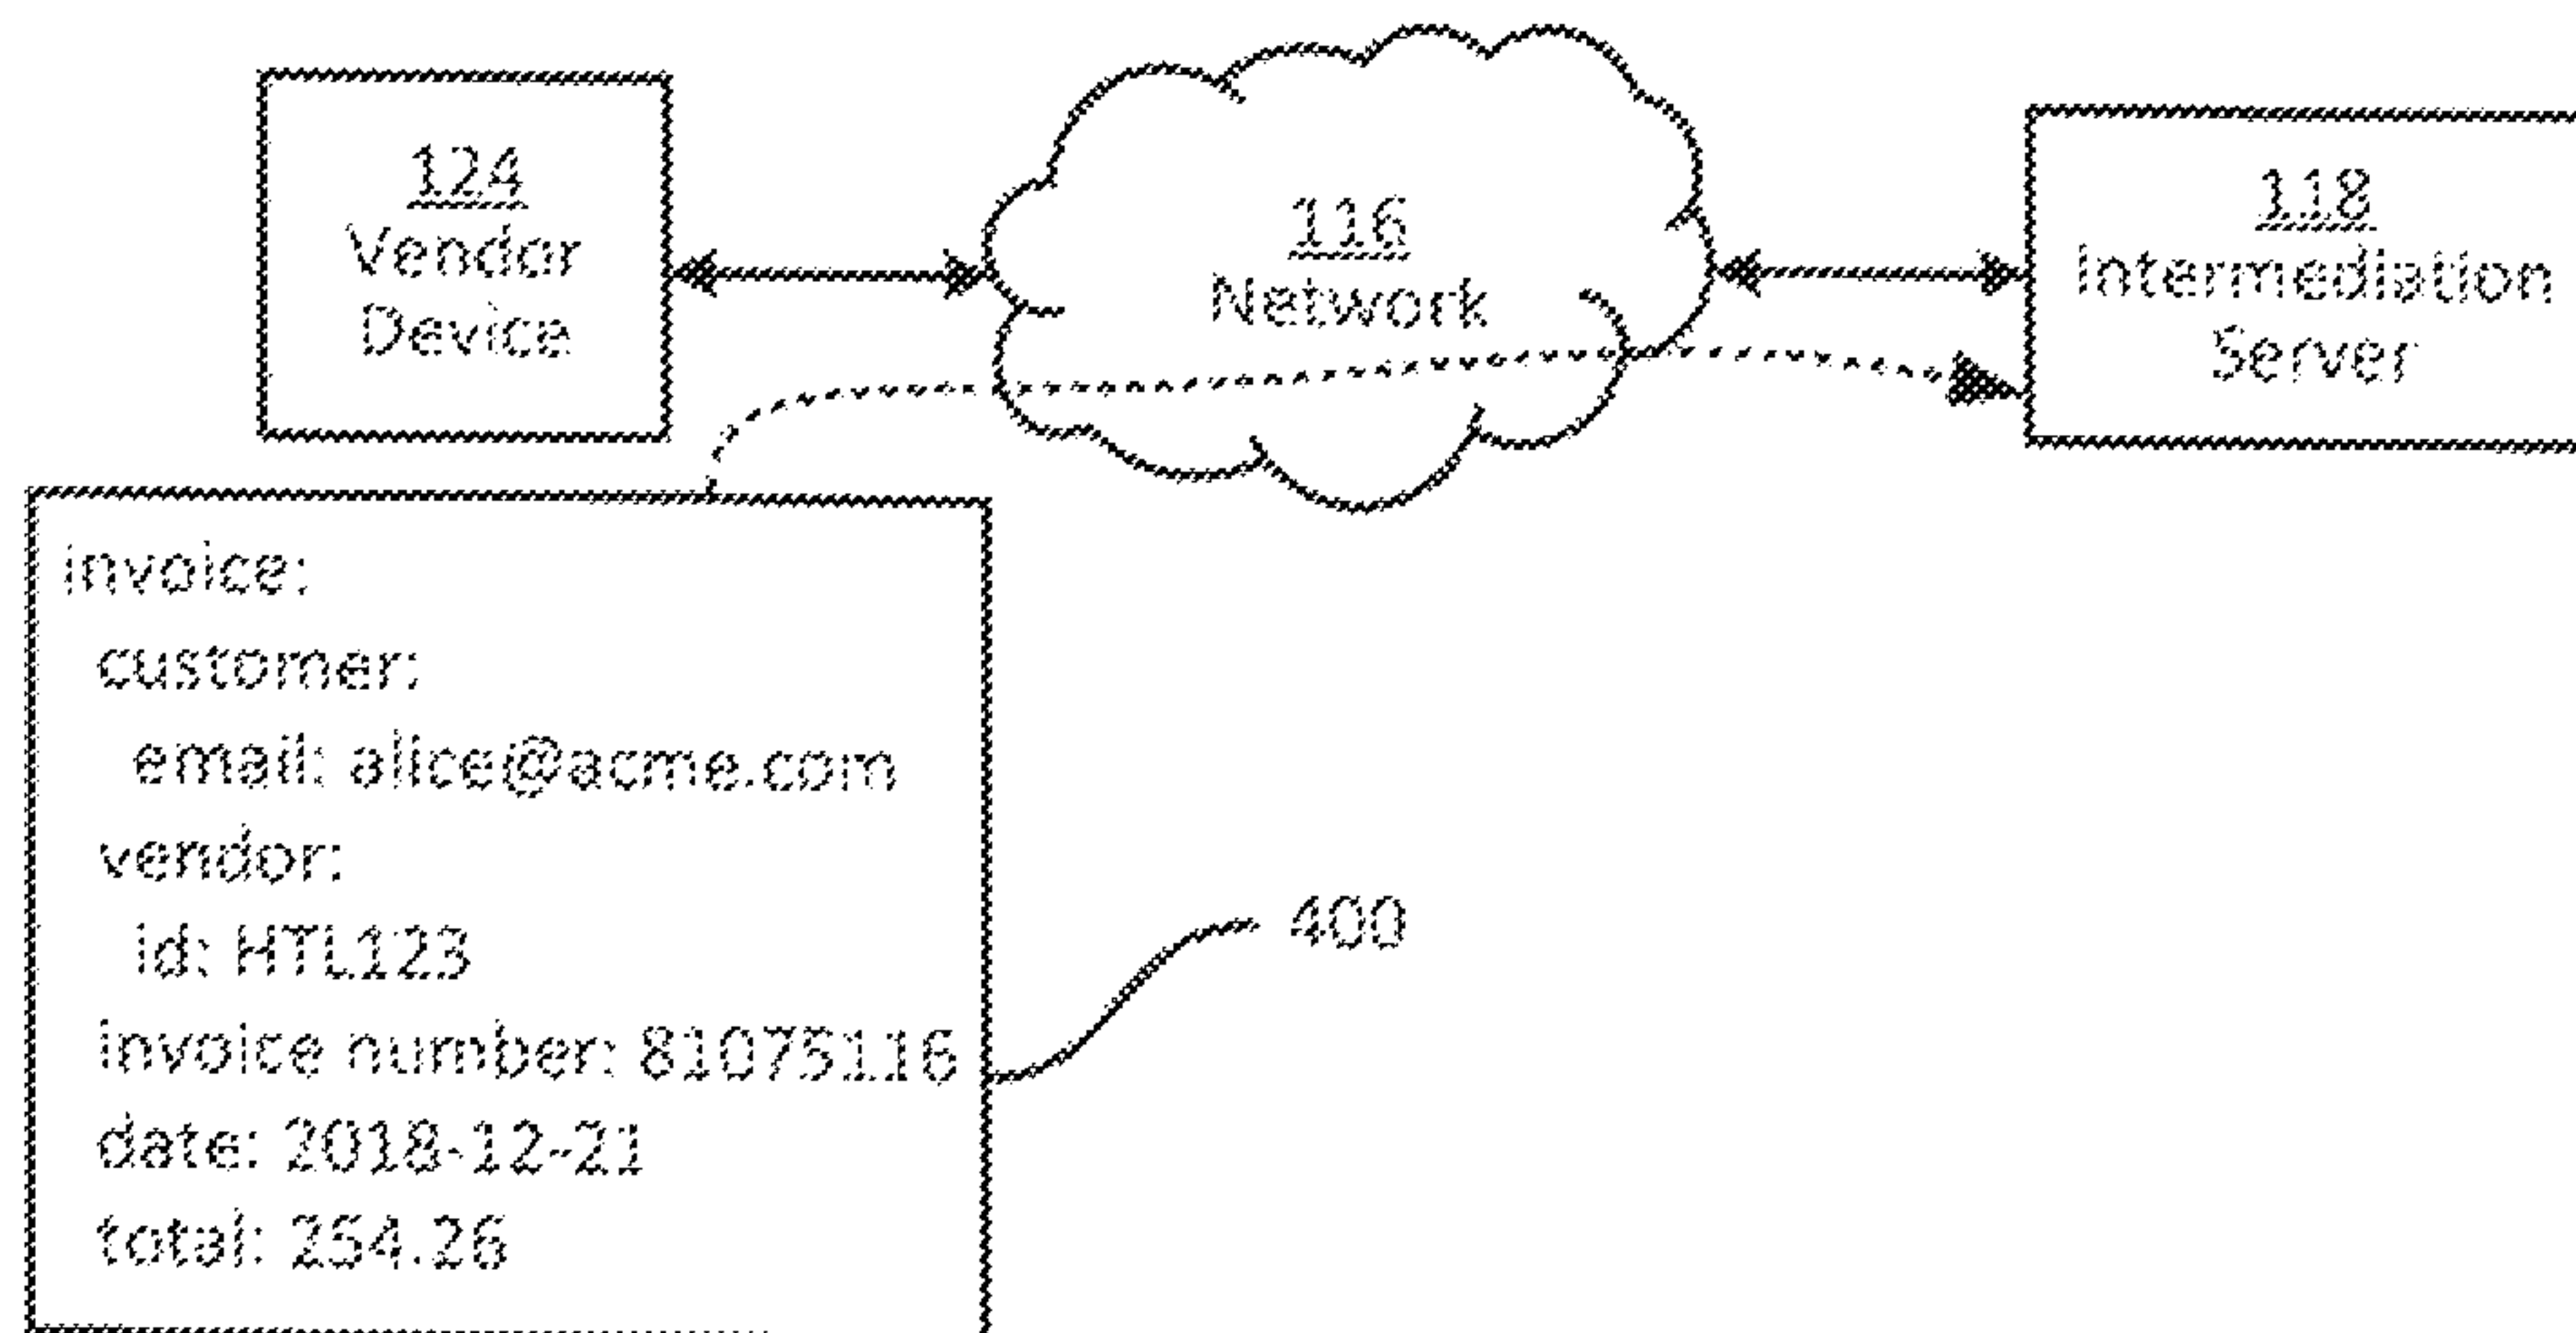 124
Vendor
Device
116
Network
118
Intermediation
Server
invoice:
customer:
email: alice@acme.com
vendor:
id: HTL123
invoice number: 81075116
date: 2018-12-21
total: 254.26
400